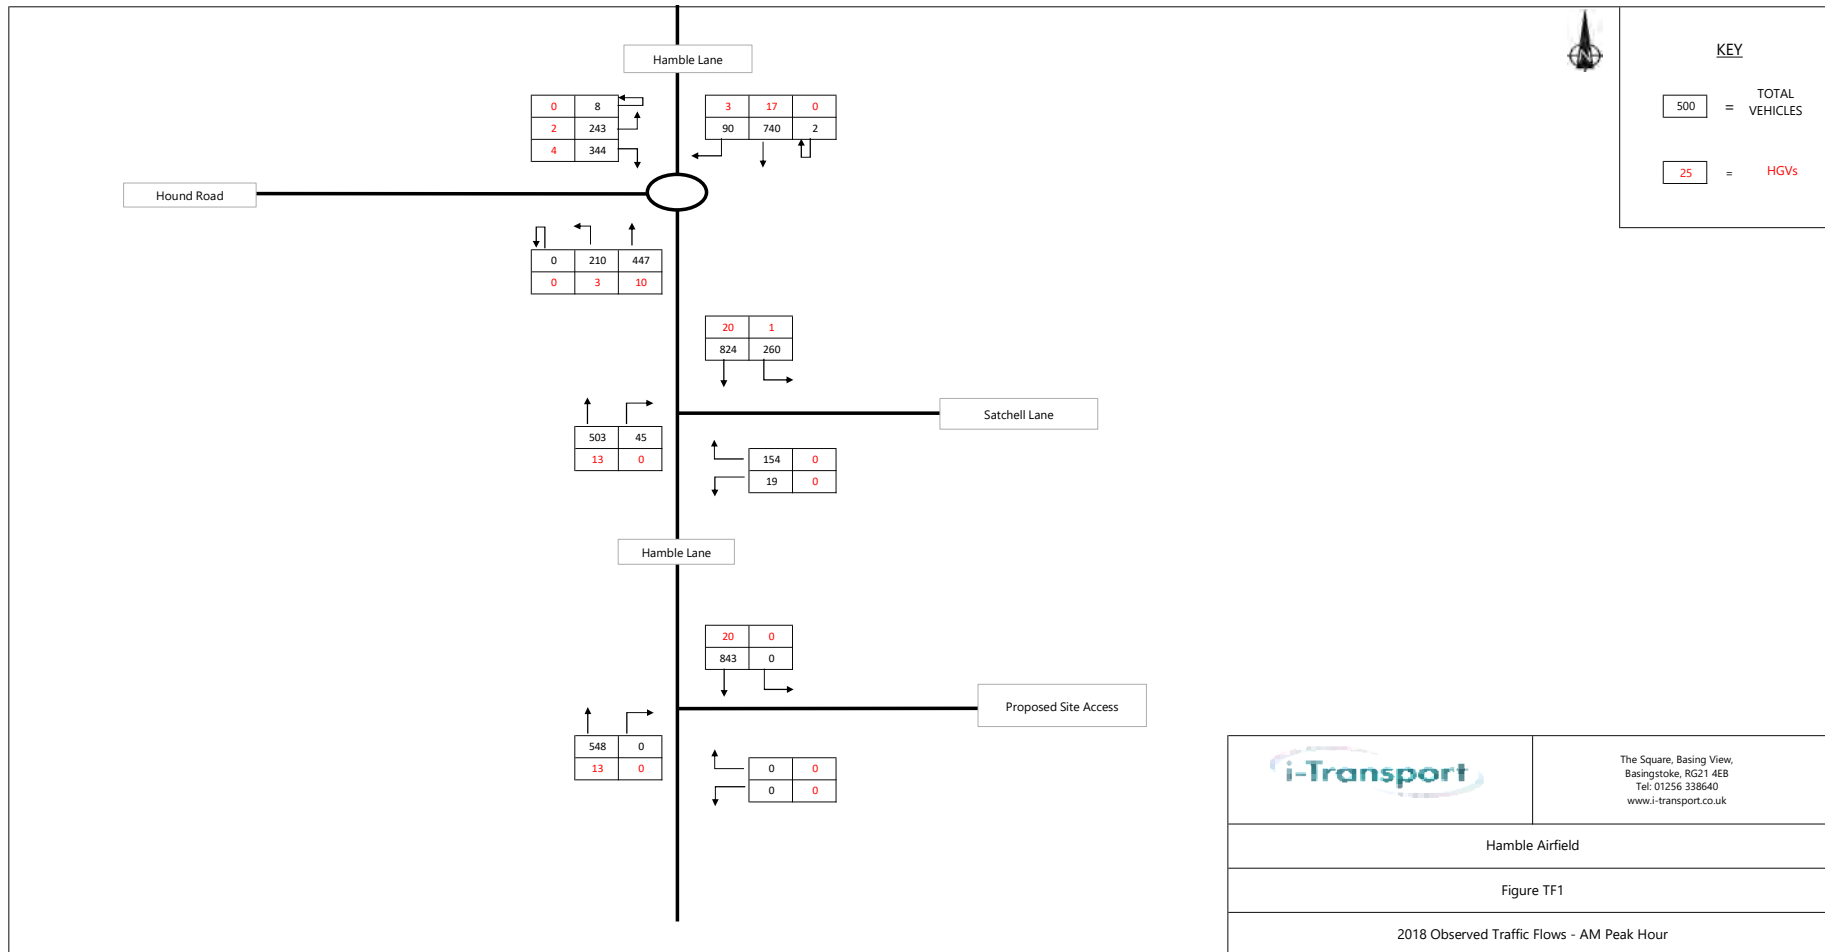 Hamble Lane
KEY
500 = TOTAL VEHICLES
25 = HGVs
0 8
2 243
4 344
3 17 0
90 740 2
Hound Road
0 210 447
0 3 10
20 1
824 260
Satchell Lane
503 45
13 0
154 0
19 0
Hamble Lane
20 0
843 0
Proposed Site Access
548 0
13 0
0 0
0 0
i-Transport
The Square, Basing View,
Basingstoke, RG21 4EB
Tel: 01256 338640
www.i-transport.co.uk
Hamble Airfield
Figure TF1
2018 Observed Traffic Flows - AM Peak Hour